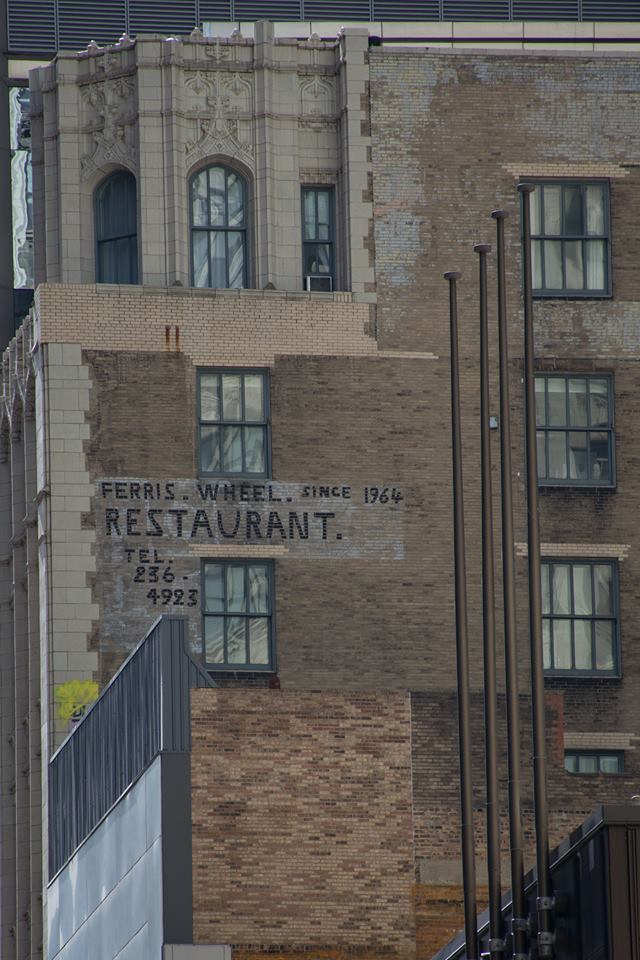 FERRIS. WHEEL. SINCE 1964
RESTAURANT.
TEL.
236-
4923